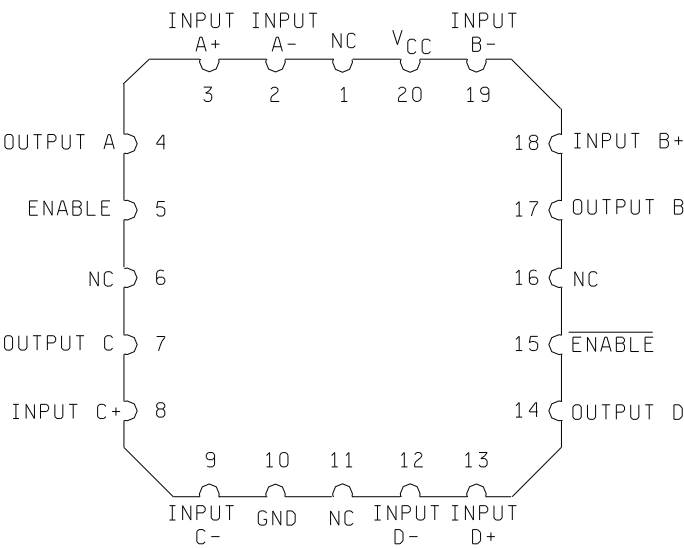 INPUT INPUT NC VCC INPUT
A+ A- B-
3 2 1 20 19
OUTPUT A 4 18 INPUT B+
ENABLE 5 17 OUTPUT B
NC 6 16 NC
OUTPUT C 7 15 ENABLE
INPUT C+ 8 14 OUTPUT D
9 10 11 12 13
INPUT GND NC INPUT INPUT
C- D- D+